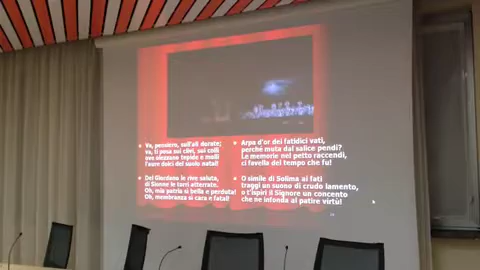 Va, pensiero, sull'ali dorate;
va, ti posa sui clivi, sui colli
ove olezzano tepide e molli
l'aure dolci del suolo natal!
Del Giordano le rive saluta,
di Sionne le torri atterrate.
Oh, mia patria sì bella e perduta!
Oh, membranza sì cara e fatal!
Arpa d'or dei fatidici vati,
perché muta dal salice pendi?
Le memorie nel petto raccendi,
ci favella del tempo che fu!
O simile di Solima ai fati
traggi un suono di crudo lamento,
o t'ispiri il Signore un concento
che ne infonda al patire virtù!